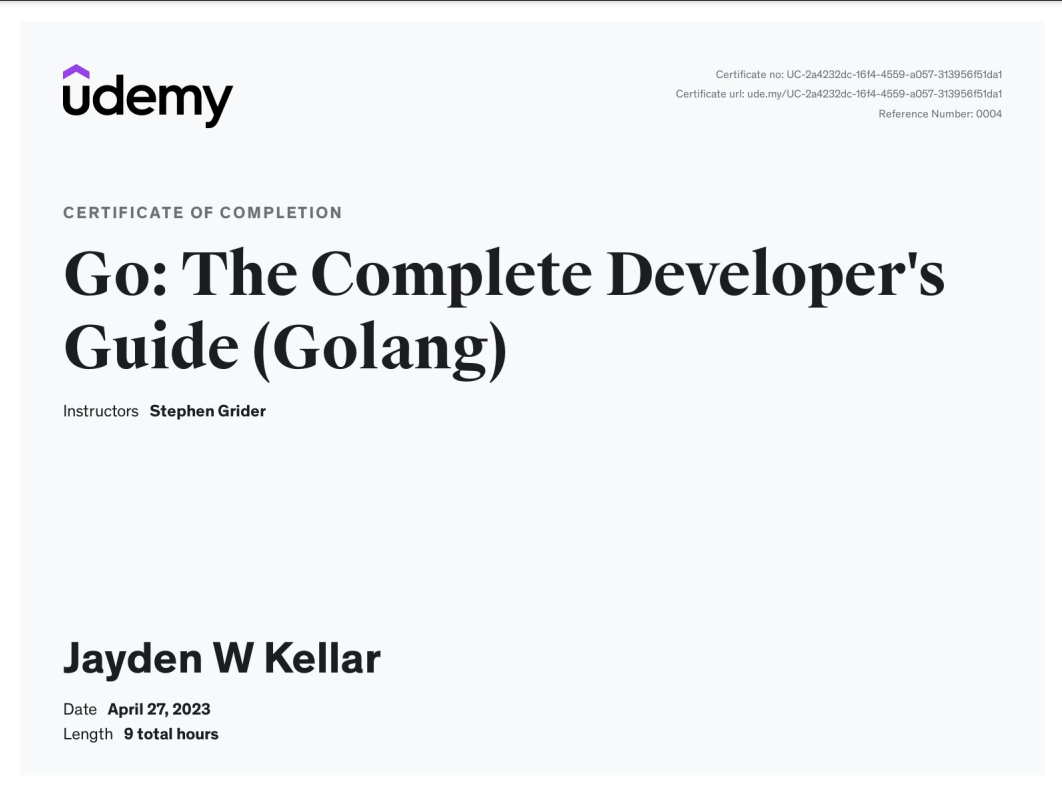 udemy
Certificate no: UC-2a4232dc-16f4-4559-a057-313956f51da1
Certificate url: ude.my/UC-2a4232dc-16f4-4559-a057-313956f51da1
Reference Number: 0004
CERTIFICATE OF COMPLETION
Go: The Complete Developer's
Guide (Golang)
Instructors Stephen Grider
Jayden W Kellar
Date April 27, 2023
Length 9 total hours